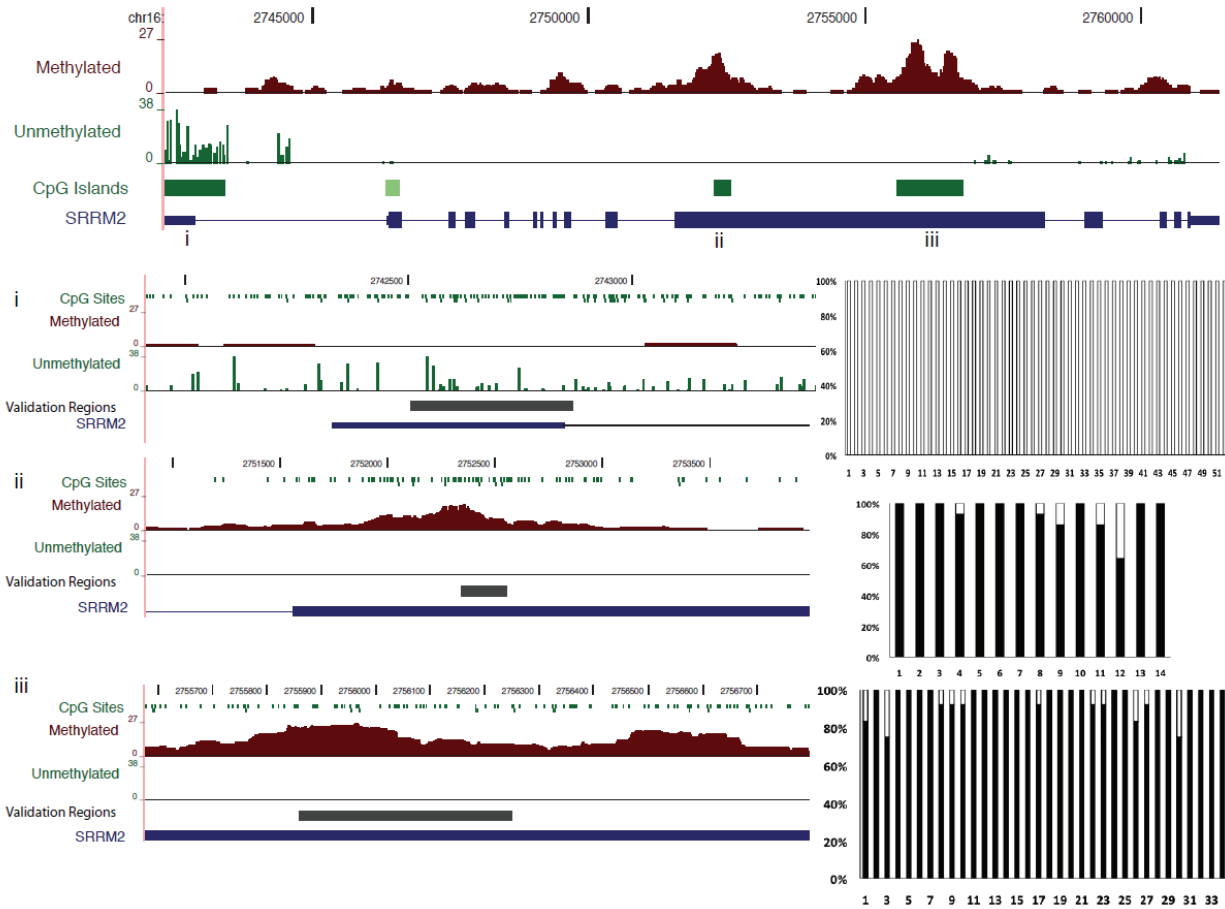 chr16: 2745000 2750000 2755000 2760000
27
Methylated
0
38
Unmethylated
0
CpG Islands
SRRM2
i ii iii
i
2742500 2743000
CpG Sites
27
Methylated
0
38
Unmethylated
0
Validation Regions
SRRM2
100%
80%
60%
40%
20%
0%
1 3 5 7 9 11 13 15 17 19 21 23 25 27 29 31 33 35 37 39 41 43 45 47 49 51
ii
2751500 2752000 2752500 2753000 2753500
CpG Sites
27
Methylated
0
38
Unmethylated
0
Validation Regions
SRRM2
100%
80%
60%
40%
20%
0%
1 2 3 4 5 6 7 8 9 10 11 12 13 14
iii
2755700 2755800 2755900 2756000 2756100 2756200 2756300 2756400 2756500 2756600 2756700
CpG Sites
27
Methylated
0
38
Unmethylated
0
Validation Regions
SRRM2
100%
80%
60%
40%
20%
0%
1 3 5 7 9 11 13 15 17 19 21 23 25 27 29 31 33